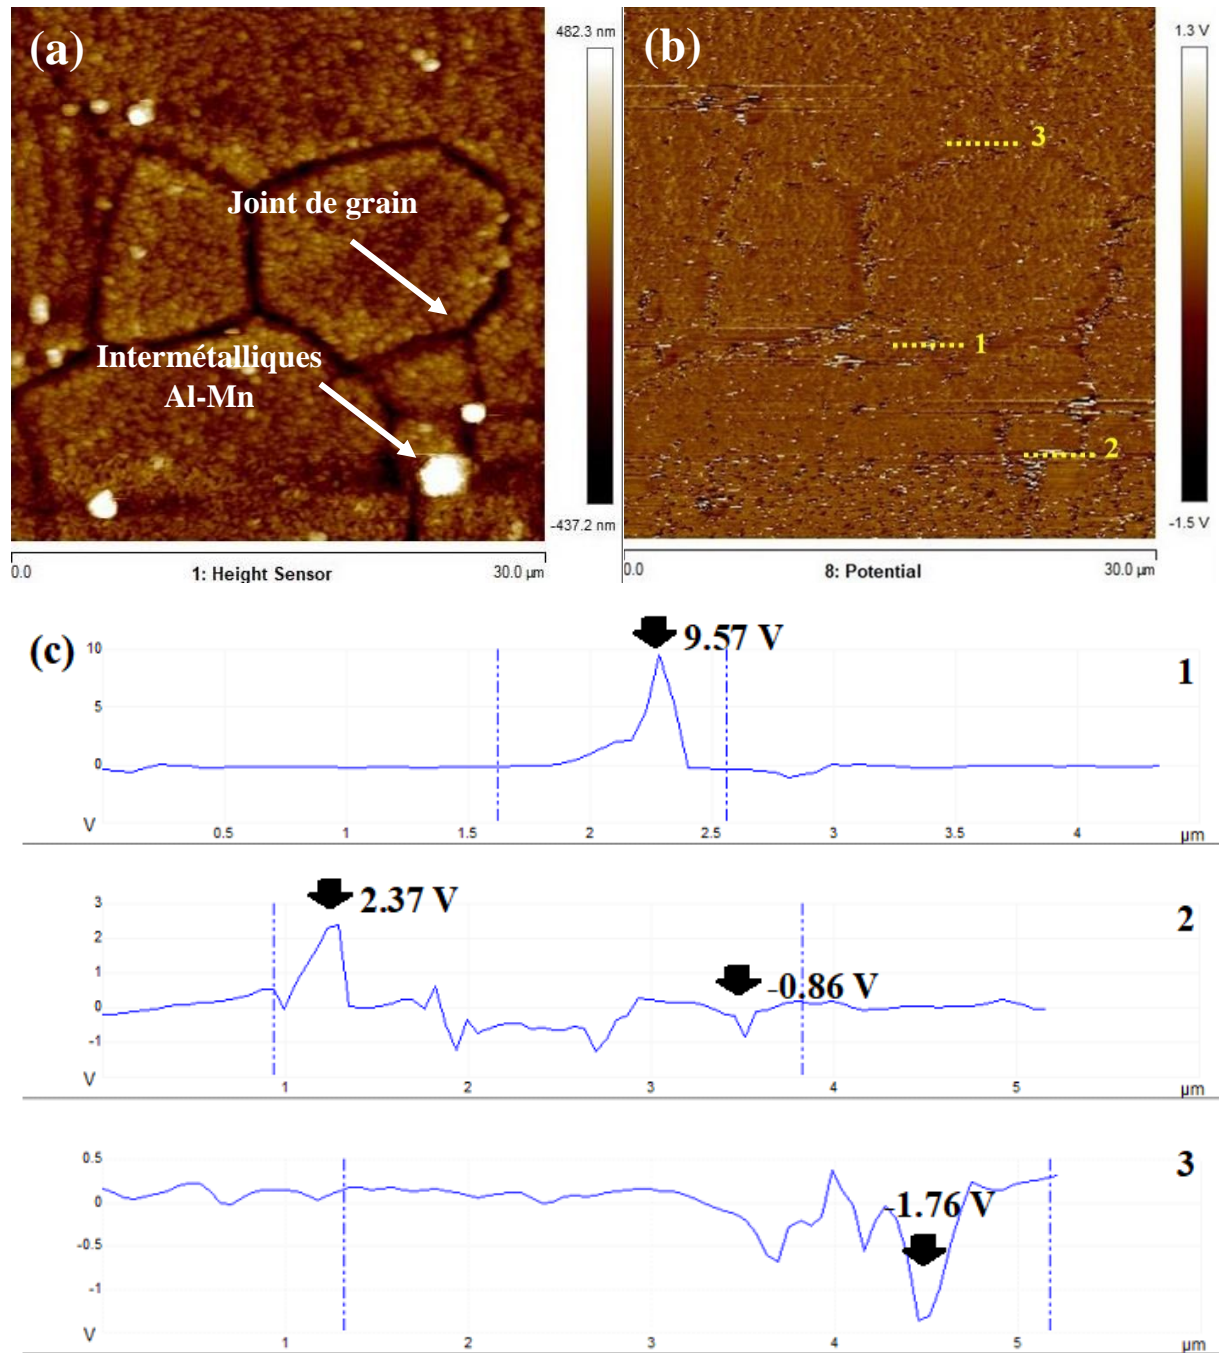 (a)
482.3 nm
Joint de grain
Intermétalliques
Al-Mn
-437.2 nm
0.0
1: Height Sensor
30.0 µm
(b)
1.3 V
3
1
2
-1.5 V
0.0
8: Potential
30.0 µm
(c)
9.57 V
1
10
5
0
V
0.5
1
1.5
2
2.5
3
3.5
4
µm
2.37 V
-0.86 V
2
3
2
1
0
-1
V
1
2
3
4
5
µm
-1.76 V
3
0.5
0
-0.5
-1
V
1
2
3
4
5
µm